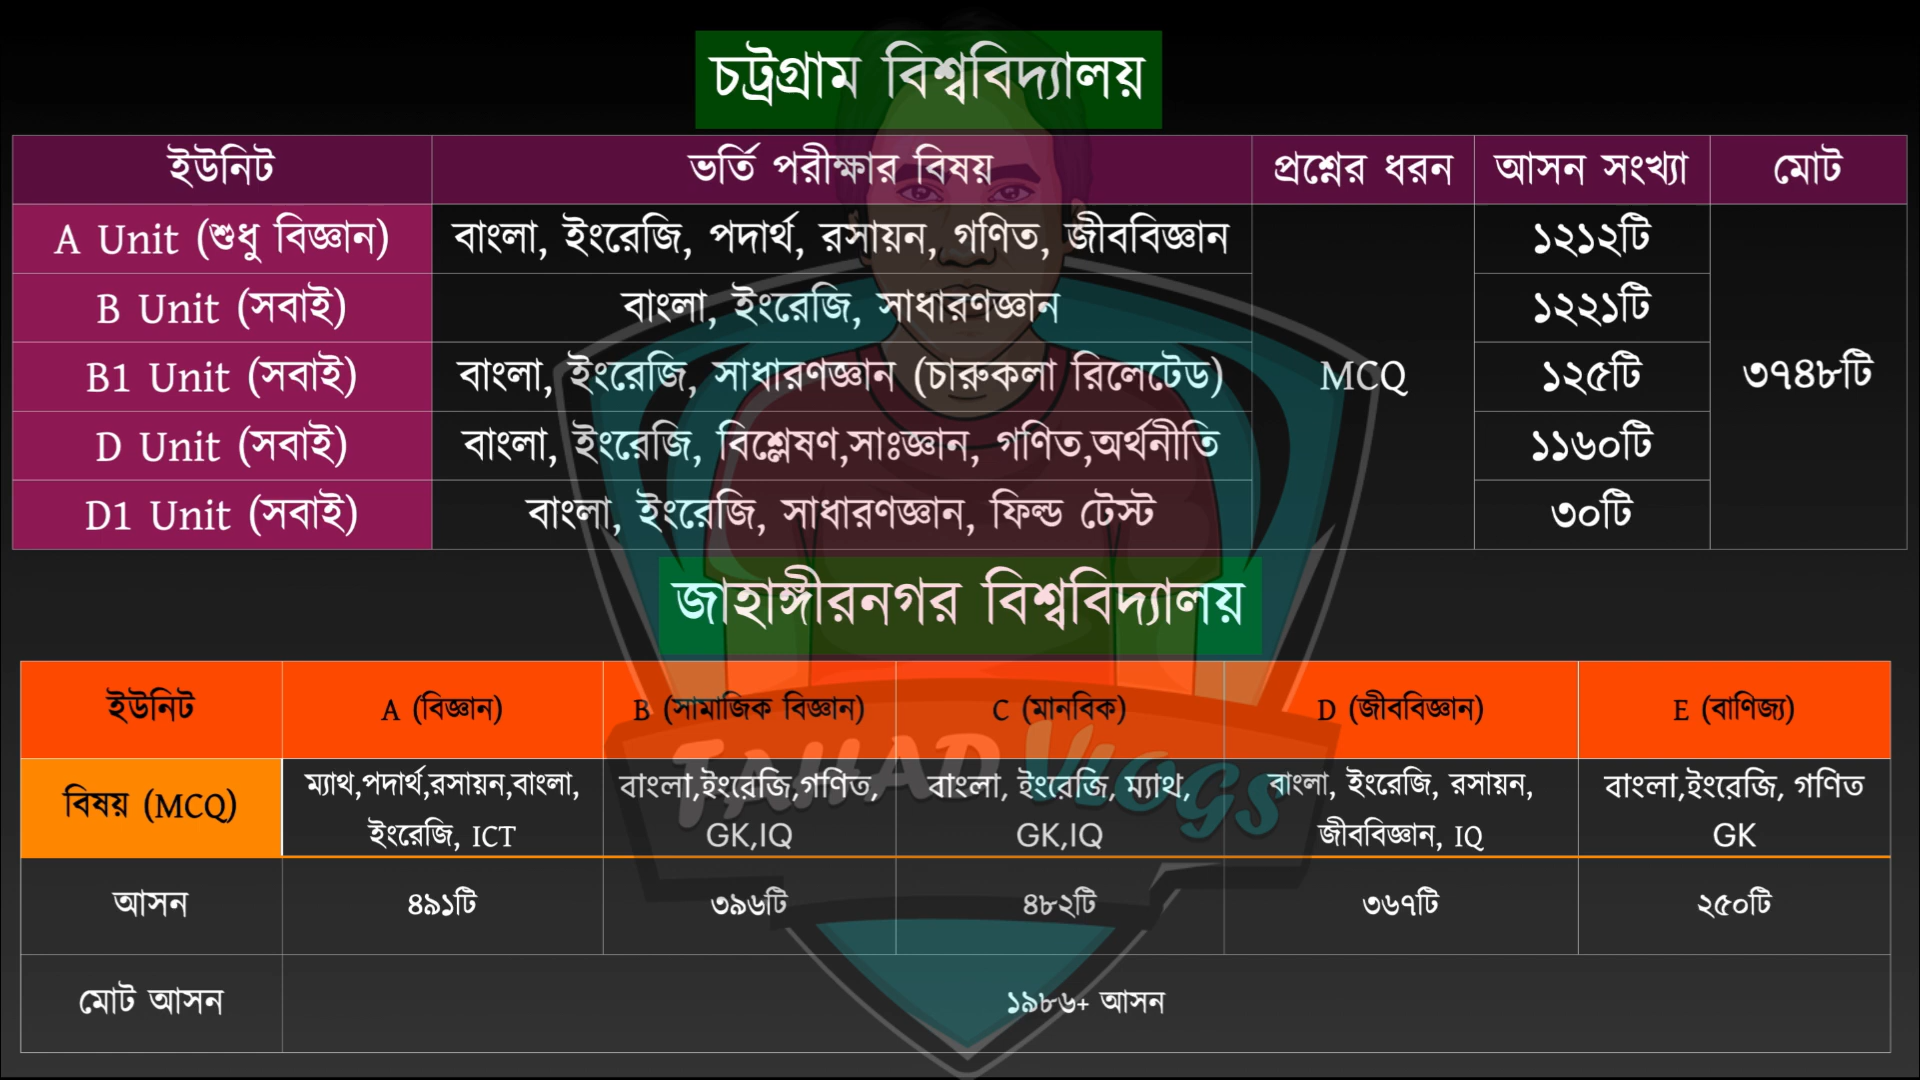 চট্রগ্রাম বিশ্ববিদ্যালয়
ইউনিট ভর্তি পরীক্ষার বিষয় প্রশ্নের ধরন আসন সংখ্যা মোট
A Unit (শুধু বিজ্ঞান) বাংলা, ইংরেজি, পদার্থ, রসায়ন, গণিত, জীববিজ্ঞান ১২১২টি
B Unit (সবাই) বাংলা, ইংরেজি, সাধারণজ্ঞান ১২২১টি
B1 Unit (সবাই) বাংলা, ইংরেজি, সাধারণজ্ঞান (চারুকলা রিলেটেড) MCQ ১২৫টি ৩৭৪৮টি
D Unit (সবাই) বাংলা, ইংরেজি, বিশ্লেষণ,সাঃজ্ঞান, গণিত,অর্থনীতি ১১৬০টি
D1 Unit (সবাই) বাংলা, ইংরেজি, সাধারণজ্ঞান, ফিল্ড টেস্ট ৩০টি
জাহাঙ্গীরনগর বিশ্ববিদ্যালয়
ইউনিট A (বিজ্ঞান) B (সামাজিক বিজ্ঞান) C (মানবিক) D (জীববিজ্ঞান) E (বাণিজ্য)
FAHAD VLOGS
বিষয় (MCQ) ম্যাথ,পদার্থ,রসায়ন,বাংলা, বাংলা,ইংরেজি,গণিত, বাংলা, ইংরেজি, ম্যাথ, বাংলা, ইংরেজি, রসায়ন, বাংলা,ইংরেজি, গণিত
ইংরেজি, ICT GK,IQ GK,IQ জীববিজ্ঞান, IQ GK
আসন ৪৯১টি ৩৯৬টি ৪৮২টি ৩৬৭টি ২৫০টি
মোট আসন ১৯৮৬+ আসন